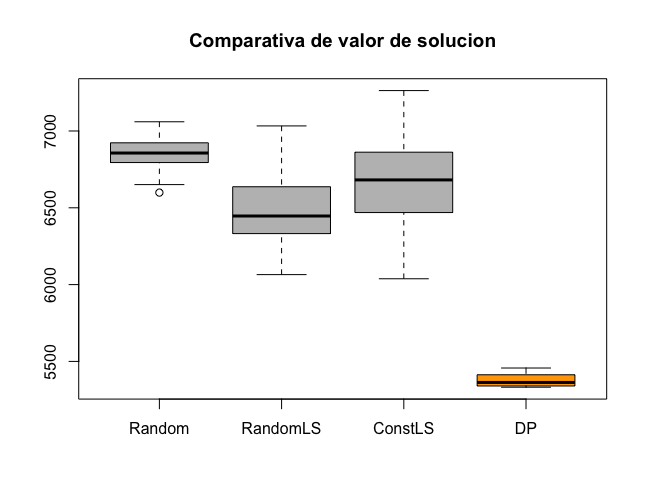 Comparativa de valor de solucion
7000
6500
6000
5500
Random RandomLS ConstLS DP